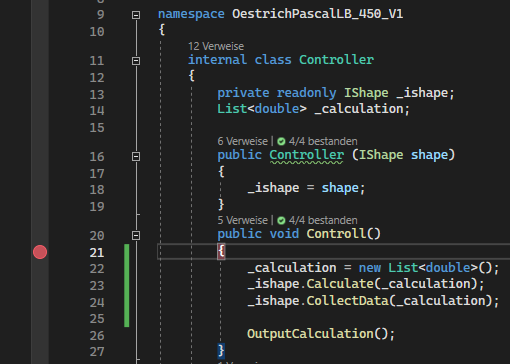 9 namespace OestrichPascalLB_450_V1
10 {
12 Verweise
11 internal class Controller
12 {
13 private readonly IShape _ishape;
14 List<double> _calculation;
15
6 Verweise | 4/4 bestanden
16 public Controller (IShape shape)
17 {
18 _ishape = shape;
19 }
5 Verweise | 4/4 bestanden
20 public void Controll()
21 {
22 _calculation = new List<double>();
23 _ishape.Calculate(_calculation);
24 _ishape.CollectData(_calculation);
25
26 OutputCalculation();
27 }